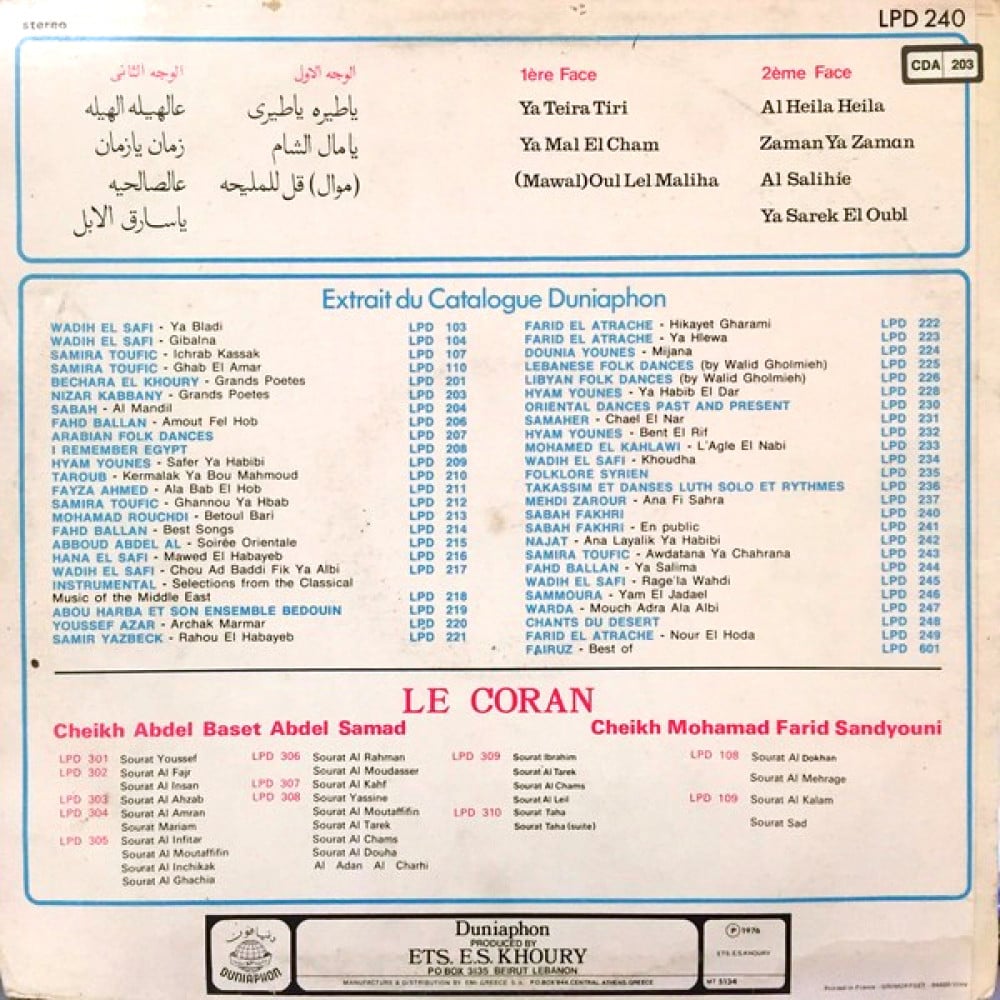 stereo
LPD 240
CDA 203
الوجه الاول
ياطيره ياطيرى
يامال الشام
(موال) قل للمليحه
الوجه الثانى
عالهيله الهيله
زمان يازمان
عالصالحيه
ياسارق الابل
1ère Face
Ya Teira Tiri
Ya Mal El Cham
(Mawal)Oul Lel Maliha
2ème Face
Al Heila Heila
Zaman Ya Zaman
Al Salihie
Ya Sarek El Oubl
Extrait du Catalogue Duniaphon
WADIH EL SAFI - Ya Bladi LPD 103
WADIH EL SAFI - Gibalna LPD 104
SAMIRA TOUFIC - Ichrab Kassak LPD 107
SAMIRA TOUFIC - Ghab El Amar LPD 110
BECHARA EL KHOURY - Grands Poetes LPD 201
NIZAR KABBANY - Grands Poetes LPD 203
SABAH - Al Mandil LPD 204
FAHD BALLAN - Amout Fel Hob LPD 206
ARABIAN FOLK DANCES LPD 207
I REMEMBER EGYPT LPD 208
HYAM YOUNES - Safer Ya Habibi LPD 209
TAROUB - Kermalak Ya Bou Mahmoud LPD 210
FAYZA AHMED - Ala Bab El Hob LPD 211
SAMIRA TOUFIC - Ghannou Ya Hbab LPD 212
MOHAMAD ROUCHDI - Betoul Bari LPD 213
FAHD BALLAN - Best Songs LPD 214
ABBOUD ABDEL AL - Soirée Orientale LPD 215
HANA EL SAFI - Mawed El Habayeb LPD 216
WADIH EL SAFI - Chou Ad Baddi Fik Ya Albi LPD 217
INSTRUMENTAL - Selections from the Classical
Music of the Middle East LPD 218
ABOU HARBA ET SON ENSEMBLE BEDOUIN LPD 219
YOUSSEF AZAR - Archak Marmar LPD 220
SAMIR YAZBECK - Rahou El Habayeb LPD 221
FARID EL ATRACHE - Hikayet Gharami LPD 222
FARID EL ATRACHE - Ya Hlewa LPD 223
DOUNIA YOUNES - Mijana LPD 224
LEBANESE FOLK DANCES (by Walid Gholmieh) LPD 225
LIBYAN FOLK DANCES (by Walid Gholmieh) LPD 226
HYAM YOUNES - Ya Habib El Dar LPD 228
ORIENTAL DANCES PAST AND PRESENT LPD 230
SAMAHER - Chael El Nar LPD 231
HYAM YOUNES - Bent El Rif LPD 232
MOHAMED EL KAHLAWI - L'Agle El Nabi LPD 233
WADIH EL SAFI - Khoudha LPD 234
FOLKLORE SYRIEN LPD 235
TAKASSIM ET DANSES LUTH SOLO ET RYTHMES LPD 236
MEHDI ZAROUR - Ana Fi Sahra LPD 237
SABAH FAKHRI LPD 240
SABAH FAKHRI - En public LPD 241
NAJAT - Ana Layalik Ya Habibi LPD 242
SAMIRA TOUFIC - Awdatana Ya Chahrana LPD 243
FAHD BALLAN - Ya Salima LPD 244
WADIH EL SAFI - Rage'la Wahdi LPD 245
SAMMOURA - Yam El Jadael LPD 246
WARDA - Mouch Adra Ala Albi LPD 247
CHANTS DU DESERT LPD 248
FARID EL ATRACHE - Nour El Hoda LPD 249
FAIRUZ - Best of LPD 601
LE CORAN
Cheikh Abdel Baset Abdel Samad
LPD 301 Sourat Youssef
LPD 302 Sourat Al Fajr
Sourat Al Insan
LPD 303 Sourat Al Ahzab
LPD 304 Sourat Al Amran
Sourat Mariam
LPD 305 Sourat Al Infitar
Sourat Al Moutaffifin
Sourat Al Inchikak
Sourat Al Ghachia
LPD 306 Sourat Al Rahman
Sourat Al Moudasser
LPD 307 Sourat Al Kahf
LPD 308 Sourat Yassine
Sourat Al Moutaffifin
Sourat Al Tarek
Sourat Al Chams
Sourat Al Douha
Al Adan Al Charhi
LPD 309 Sourat Ibrahim
Sourat Al Tarek
Sourat Al Chams
Sourat Al Leil
LPD 310 Sourat Taha
Sourat Taha (suite)
Cheikh Mohamad Farid Sandyouni
LPD 108 Sourat Al Dokhan
Sourat Al Mehrage
LPD 109 Sourat Al Kalam
Sourat Sad
دنيافون
DUNIAPHON
Duniaphon
PRODUCED BY
ETS. E.S. KHOURY
PO BOX 3135 BEIRUT LEBANON
MANUFACTURE & DISTRIBUTION BY EMI GREECE S.A. PO.BOX 944, CENTRAL ATHENS, GREECE
℗ 1976
ETS. E.S. KHOURY
MT 5134
Printed in France